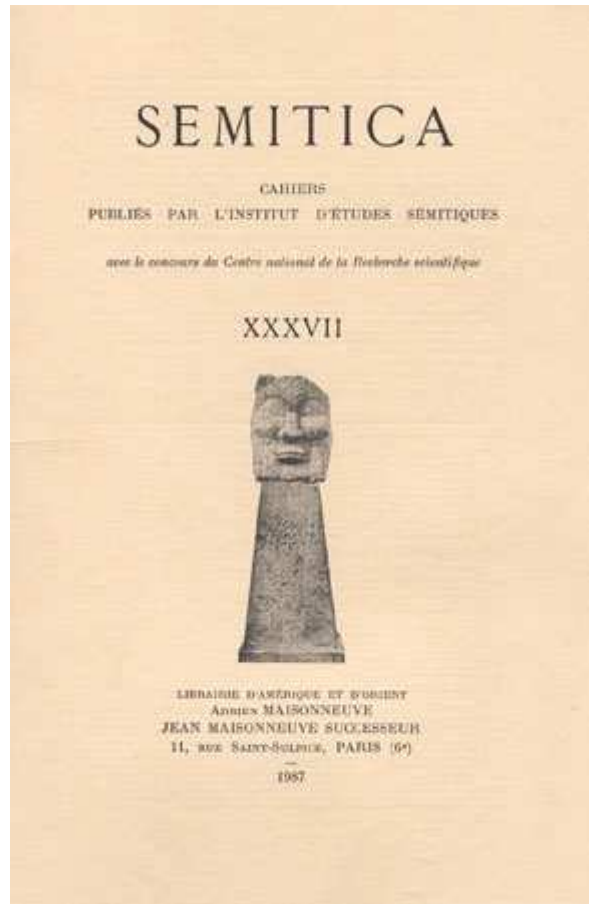 SEMITICA
CAHIERS
PUBLIÉS PAR L'INSTITUT D'ÉTUDES SÉMITIQUES
avec le concours du Centre national de la Recherche scientifique
XXXVII
LIBRAIRIE D'AMÉRIQUE ET D'ORIENT
ADRIEN MAISONNEUVE
JEAN MAISONNEUVE SUCCESSEUR
11, RUE SAINT-SULPICE, PARIS (6e)
1987